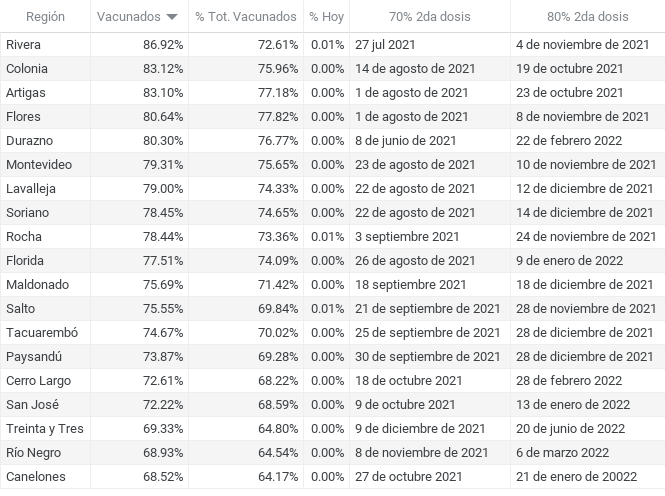 Región Vacunados % Tot. Vacunados % Hoy 70% 2da dosis 80% 2da dosis
Rivera 86.92% 72.61% 0.01% 27 jul 2021 4 de noviembre de 2021
Colonia 83.12% 75.96% 0.00% 14 de agosto de 2021 19 de octubre 2021
Artigas 83.10% 77.18% 0.00% 1 de agosto de 2021 23 de octubre 2021
Flores 80.64% 77.82% 0.00% 1 de agosto de 2021 8 de noviembre de 2021
Durazno 80.30% 76.77% 0.00% 8 de junio de 2021 22 de febrero 2022
Montevideo 79.31% 75.65% 0.00% 23 de agosto de 2021 10 de noviembre de 2021
Lavalleja 79.00% 74.33% 0.00% 22 de agosto de 2021 12 de diciembre de 2021
Soriano 78.45% 74.65% 0.00% 22 de agosto de 2021 14 de diciembre de 2021
Rocha 78.44% 73.36% 0.01% 3 septiembre 2021 24 de noviembre de 2021
Florida 77.51% 74.09% 0.00% 26 de agosto de 2021 9 de enero de 2022
Maldonado 75.69% 71.42% 0.00% 18 septiembre 2021 18 de diciembre de 2021
Salto 75.55% 69.84% 0.01% 21 de septiembre de 2021 28 de noviembre de 2021
Tacuarembó 74.67% 70.02% 0.00% 25 de septiembre de 2021 28 de diciembre de 2021
Paysandú 73.87% 69.28% 0.00% 30 de septiembre de 2021 28 de diciembre de 2021
Cerro Largo 72.61% 68.22% 0.00% 18 de octubre 2021 28 de febrero 2022
San José 72.22% 68.59% 0.00% 9 de octubre 2021 13 de enero de 2022
Treinta y Tres 69.33% 64.80% 0.00% 9 de diciembre de 2021 20 de junio de 2022
Río Negro 68.93% 64.54% 0.00% 8 de noviembre de 2021 6 de marzo 2022
Canelones 68.52% 64.17% 0.00% 27 de octubre 2021 21 de enero de 20022